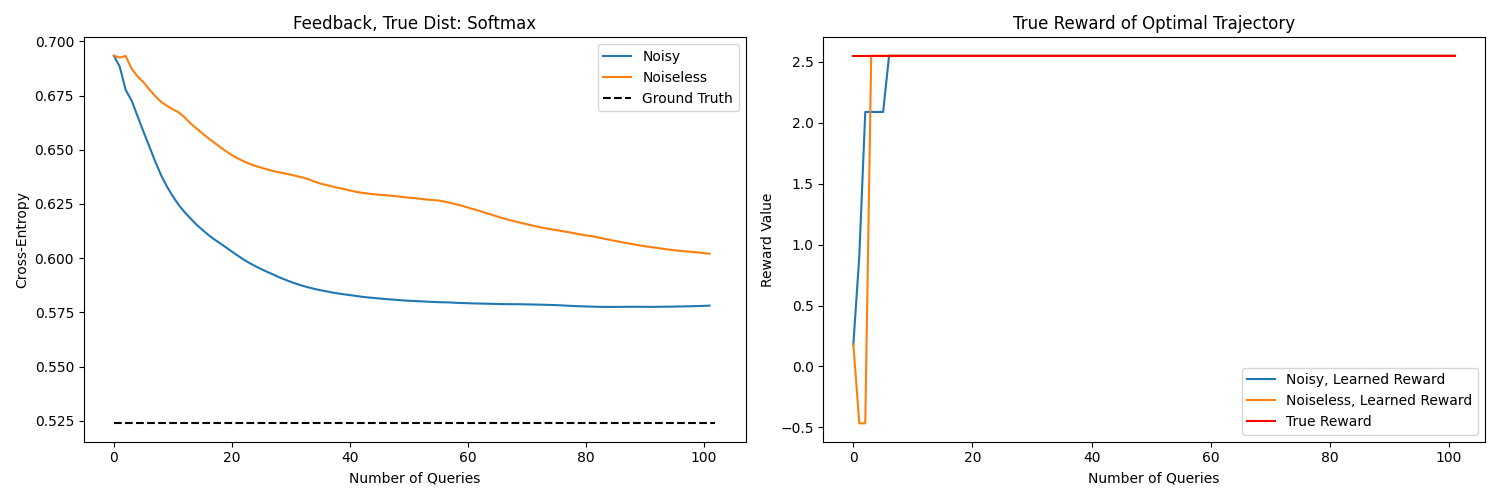 Feedback, True Dist: Softmax
Cross-Entropy
0.700
0.675
0.650
0.625
0.600
0.575
0.550
0.525
Noisy
Noiseless
Ground Truth
0 20 40 60 80 100
Number of Queries
True Reward of Optimal Trajectory
Reward Value
2.5
2.0
1.5
1.0
0.5
0.0
−0.5
Noisy, Learned Reward
Noiseless, Learned Reward
True Reward
0 20 40 60 80 100
Number of Queries